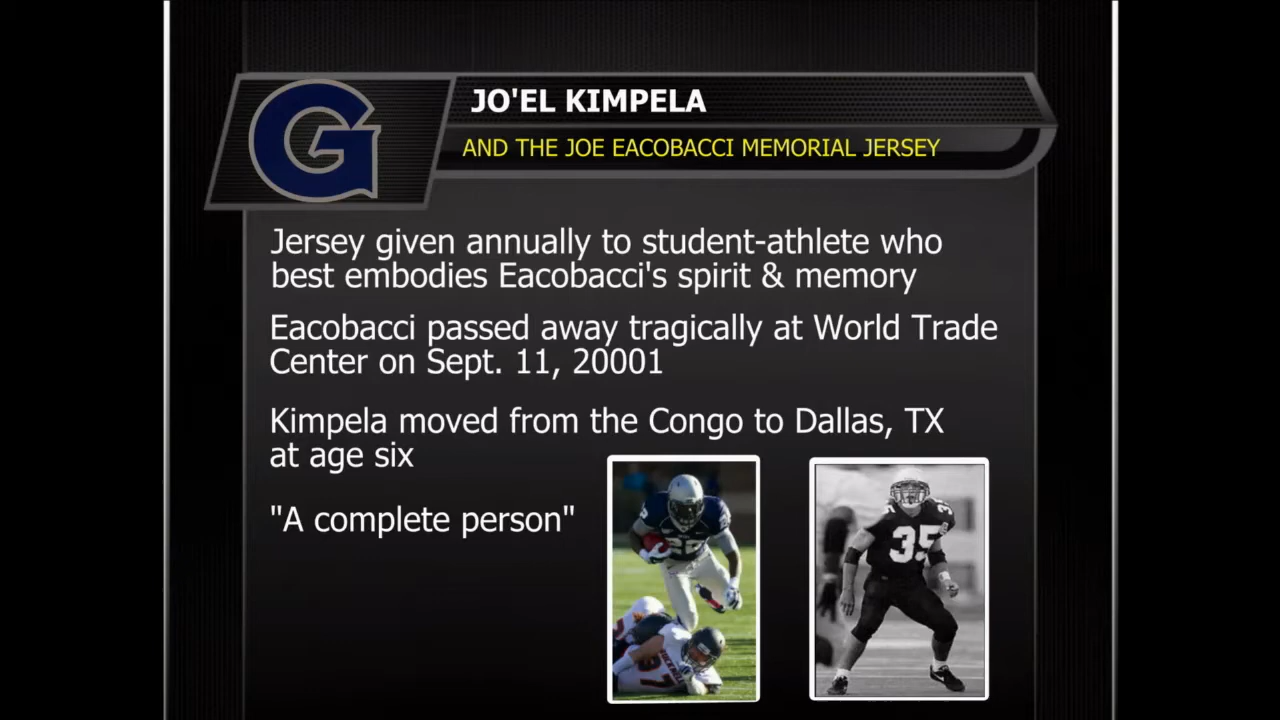 G
JO'EL KIMPELA
AND THE JOE EACOBACCI MEMORIAL JERSEY
Jersey given annually to student-athlete who
best embodies Eacobacci's spirit & memory
Eacobacci passed away tragically at World Trade
Center on Sept. 11, 20001
Kimpela moved from the Congo to Dallas, TX
at age six
"A complete person"
35
37